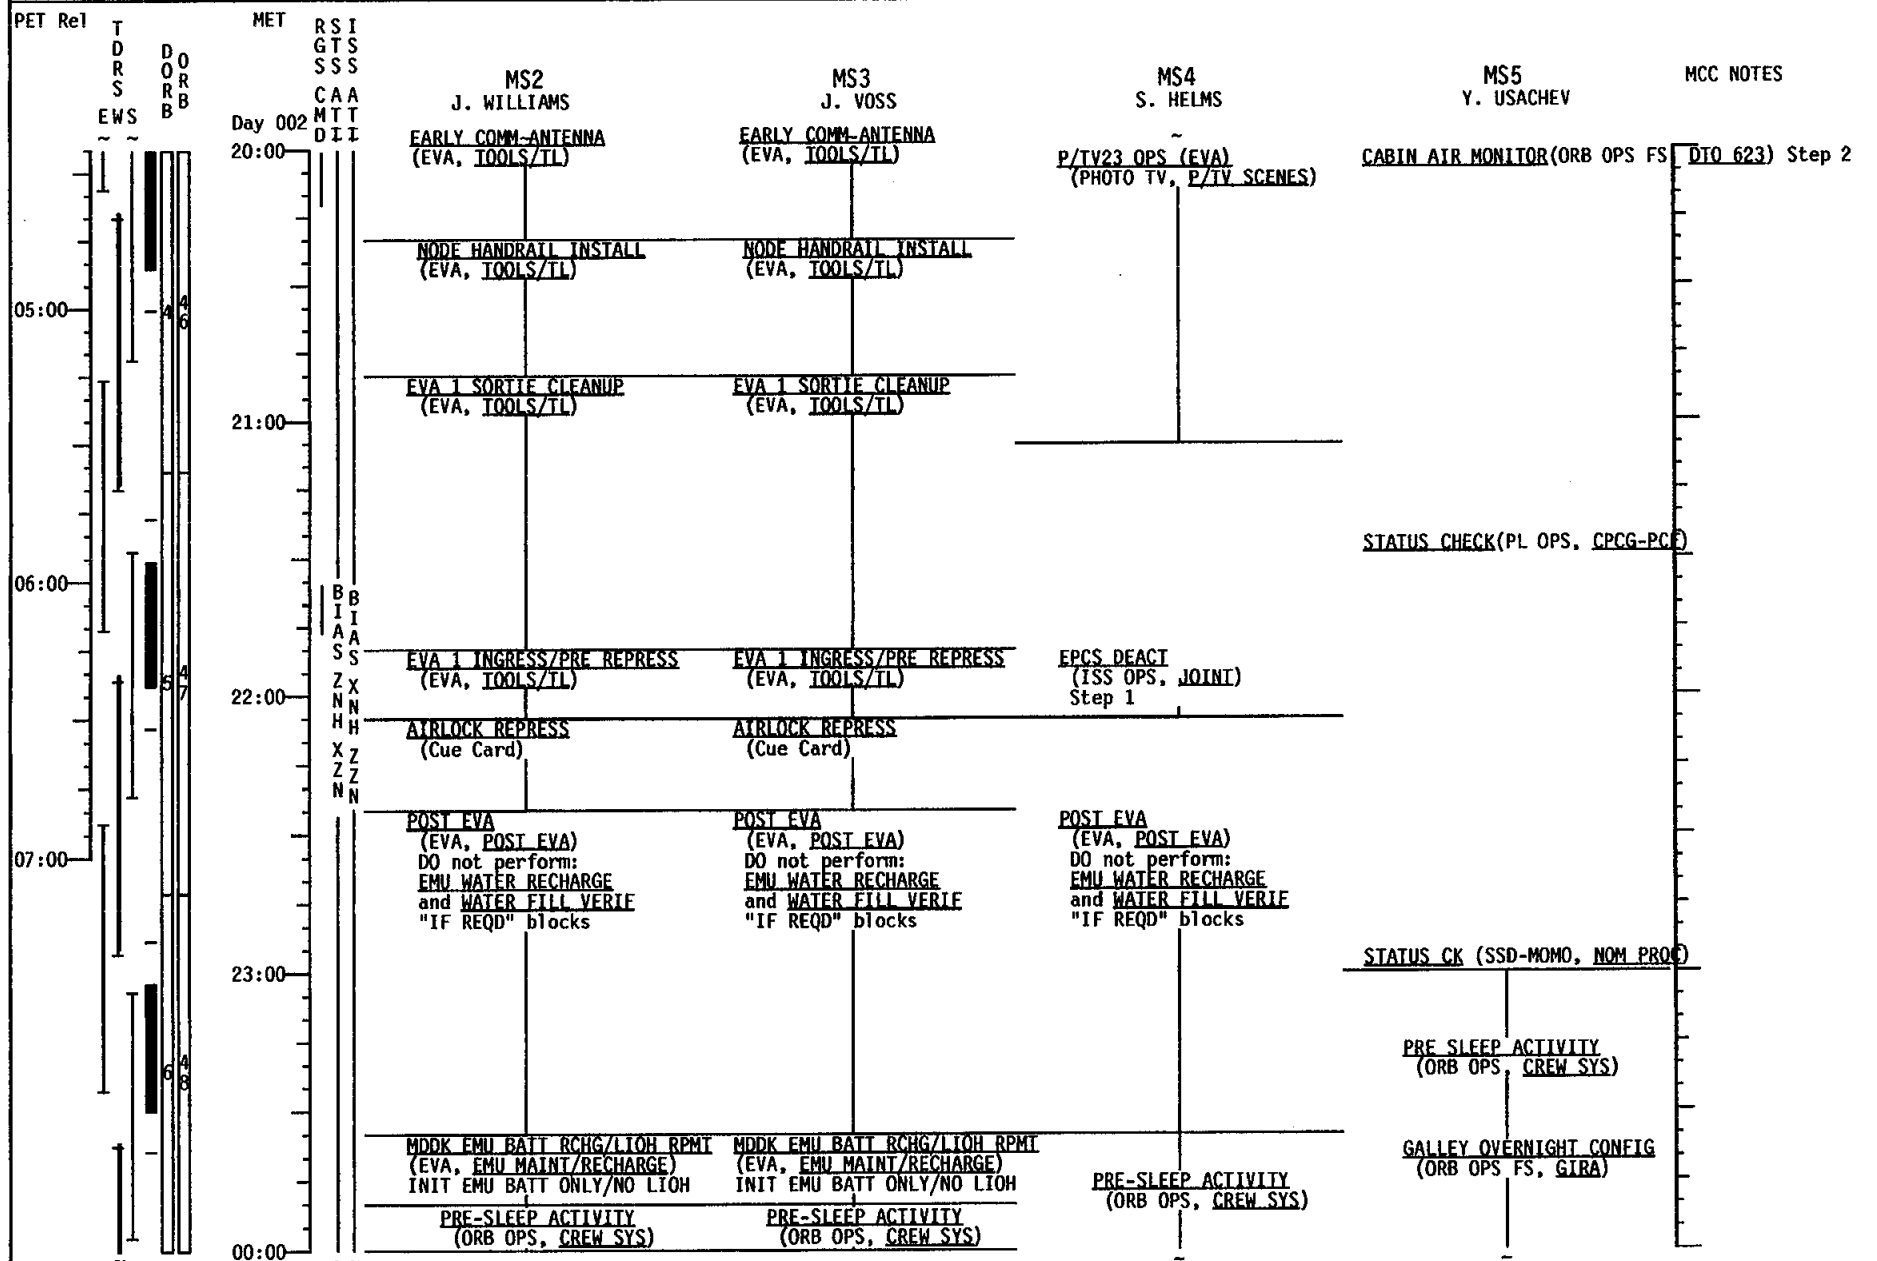 PET Rel
TDRS
EWS
DORB
ORB
MET
RGS CMD
STS ATT
ISS ATT
MS2
J. WILLIAMS
MS3
J. VOSS
MS4
S. HELMS
MS5
Y. USACHEV
MCC NOTES
Day 002
20:00
EARLY COMM-ANTENNA
(EVA, TOOLS/TL)
EARLY COMM-ANTENNA
(EVA, TOOLS/TL)
P/TV23 OPS (EVA)
(PHOTO TV, P/TV SCENES)
CABIN AIR MONITOR(ORB OPS FS, DTO 623) Step 2
NODE HANDRAIL INSTALL
(EVA, TOOLS/TL)
NODE HANDRAIL INSTALL
(EVA, TOOLS/TL)
05:00
4
46
EVA 1 SORTIE CLEANUP
(EVA, TOOLS/TL)
EVA 1 SORTIE CLEANUP
(EVA, TOOLS/TL)
21:00
STATUS CHECK(PL OPS, CPCG-PCF)
06:00
BIAS ZNH XZN
BIAS XNH ZZN
5
47
EVA 1 INGRESS/PRE REPRESS
(EVA, TOOLS/TL)
EVA 1 INGRESS/PRE REPRESS
(EVA, TOOLS/TL)
EPCS DEACT
(ISS OPS, JOINT)
Step 1
22:00
AIRLOCK REPRESS
(Cue Card)
AIRLOCK REPRESS
(Cue Card)
07:00
POST EVA
(EVA, POST EVA)
DO not perform:
EMU WATER RECHARGE
and WATER FILL VERIF
"IF REQD" blocks
POST EVA
(EVA, POST EVA)
DO not perform:
EMU WATER RECHARGE
and WATER FILL VERIF
"IF REQD" blocks
POST EVA
(EVA, POST EVA)
DO not perform:
EMU WATER RECHARGE
and WATER FILL VERIF
"IF REQD" blocks
23:00
STATUS CK (SSD-MOMO, NOM PROC)
6
48
PRE SLEEP ACTIVITY
(ORB OPS, CREW SYS)
MDDK EMU BATT RCHG/LIOH RPMT
(EVA, EMU MAINT/RECHARGE)
INIT EMU BATT ONLY/NO LIOH
MDDK EMU BATT RCHG/LIOH RPMT
(EVA, EMU MAINT/RECHARGE)
INIT EMU BATT ONLY/NO LIOH
PRE-SLEEP ACTIVITY
(ORB OPS, CREW SYS)
GALLEY OVERNIGHT CONFIG
(ORB OPS FS, GIRA)
PRE-SLEEP ACTIVITY
(ORB OPS, CREW SYS)
PRE-SLEEP ACTIVITY
(ORB OPS, CREW SYS)
00:00